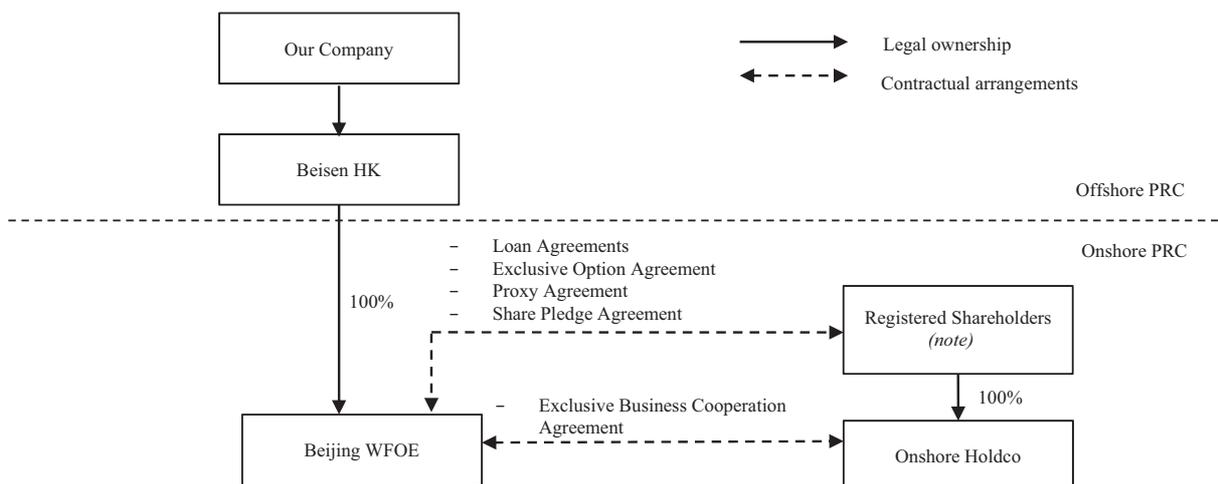 Our Company
Legal ownership
Contractual arrangements
Beisen HK
Offshore PRC
Onshore PRC
– Loan Agreements
– Exclusive Option Agreement
– Proxy Agreement
– Share Pledge Agreement
100%
Registered Shareholders
(note)
100%
– Exclusive Business Cooperation
Agreement
Beijing WFOE
Onshore Holdco